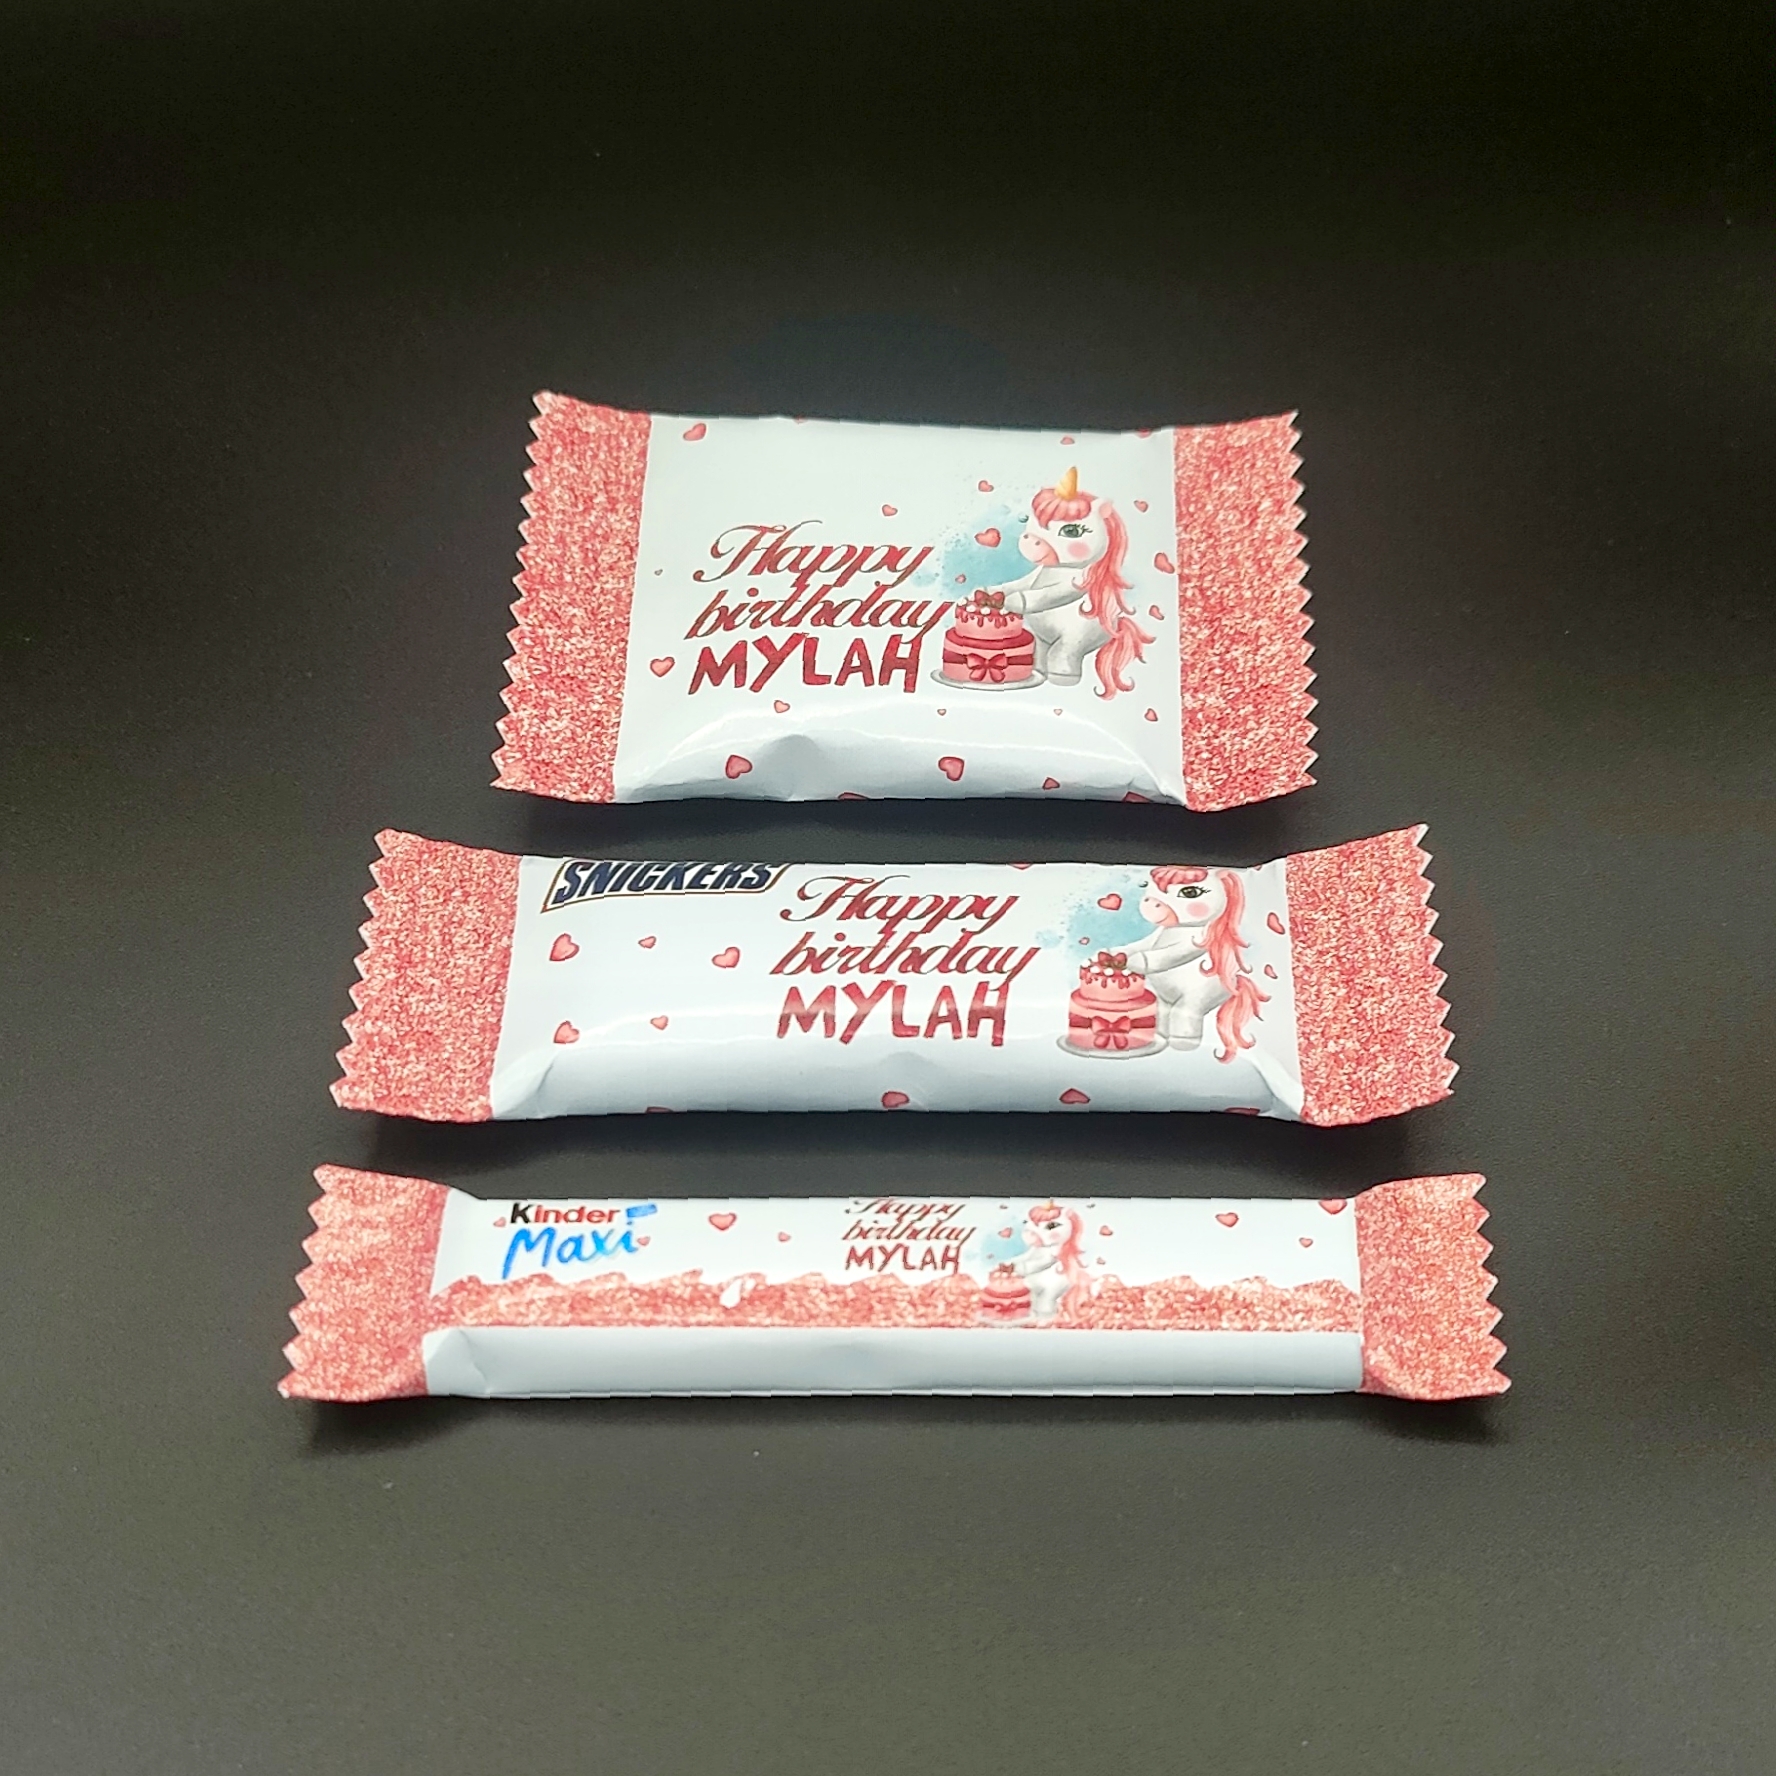 Happy
birthday
MYLAH
SNICKERS
Happy
birthday
MYLAH
Kinder
Maxi
Happy
birthday
MYLAH